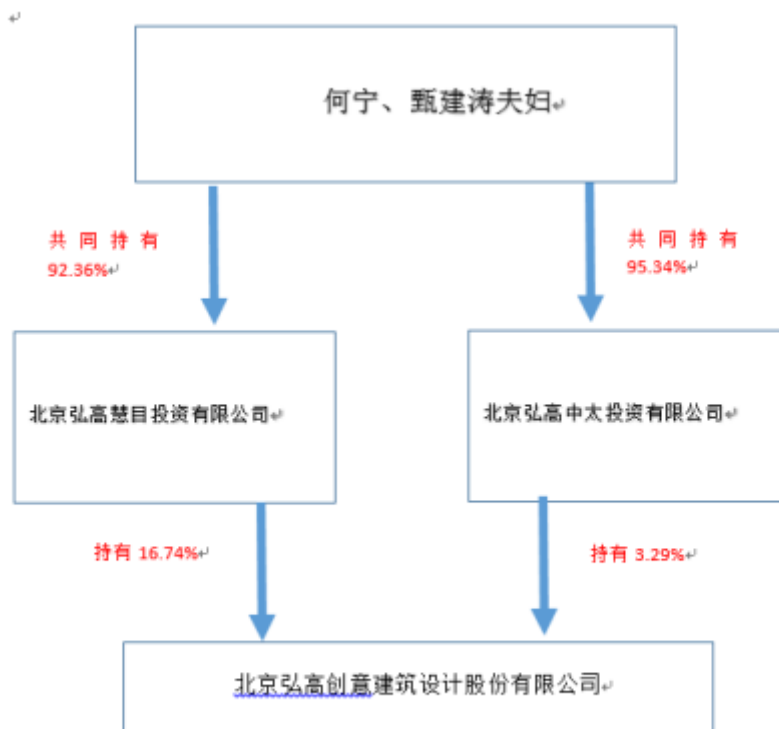 何宁、甄建涛夫妇
共同持有
92.36%
共同持有
95.34%
北京弘高慧目投资有限公司
北京弘高中太投资有限公司
持有 16.74%
持有 3.29%
北京弘高创意建筑设计股份有限公司